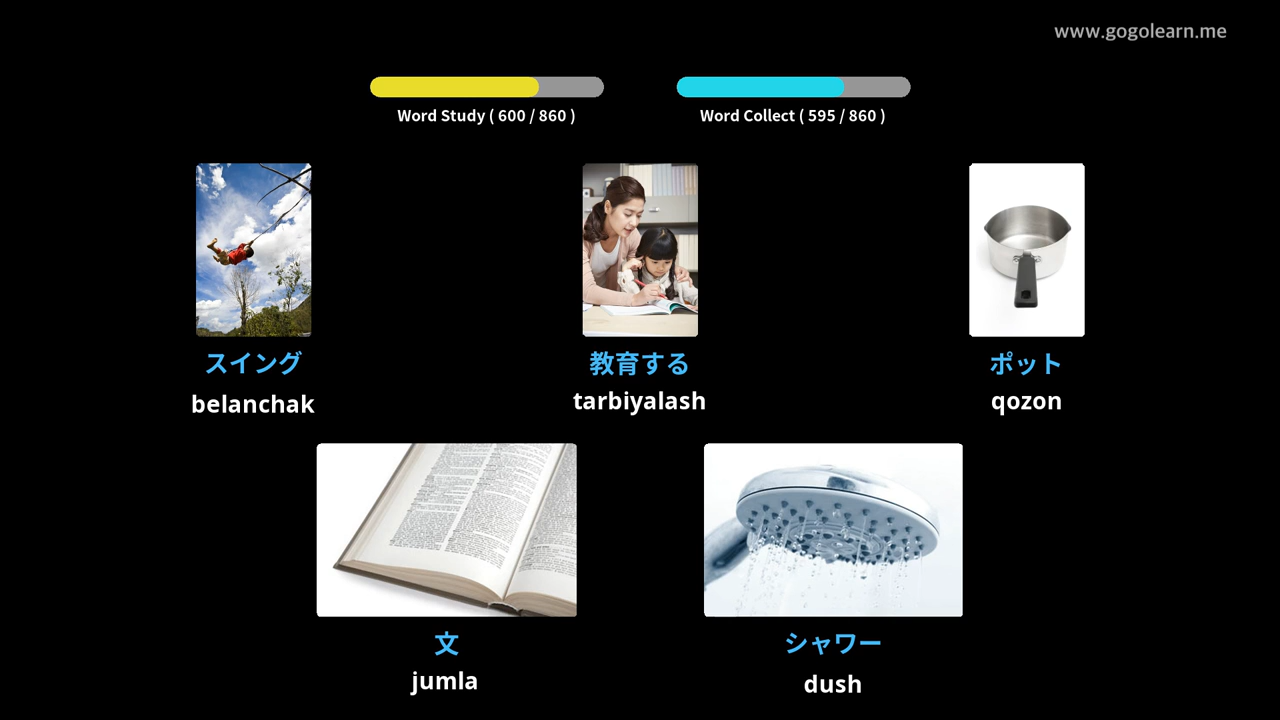 www.gogolearn.me
Word Study ( 600 / 860 )
Word Collect ( 595 / 860 )
スイング
教育する
ポット
belanchak
tarbiyalash
qozon
文
シャワー
jumla
dush